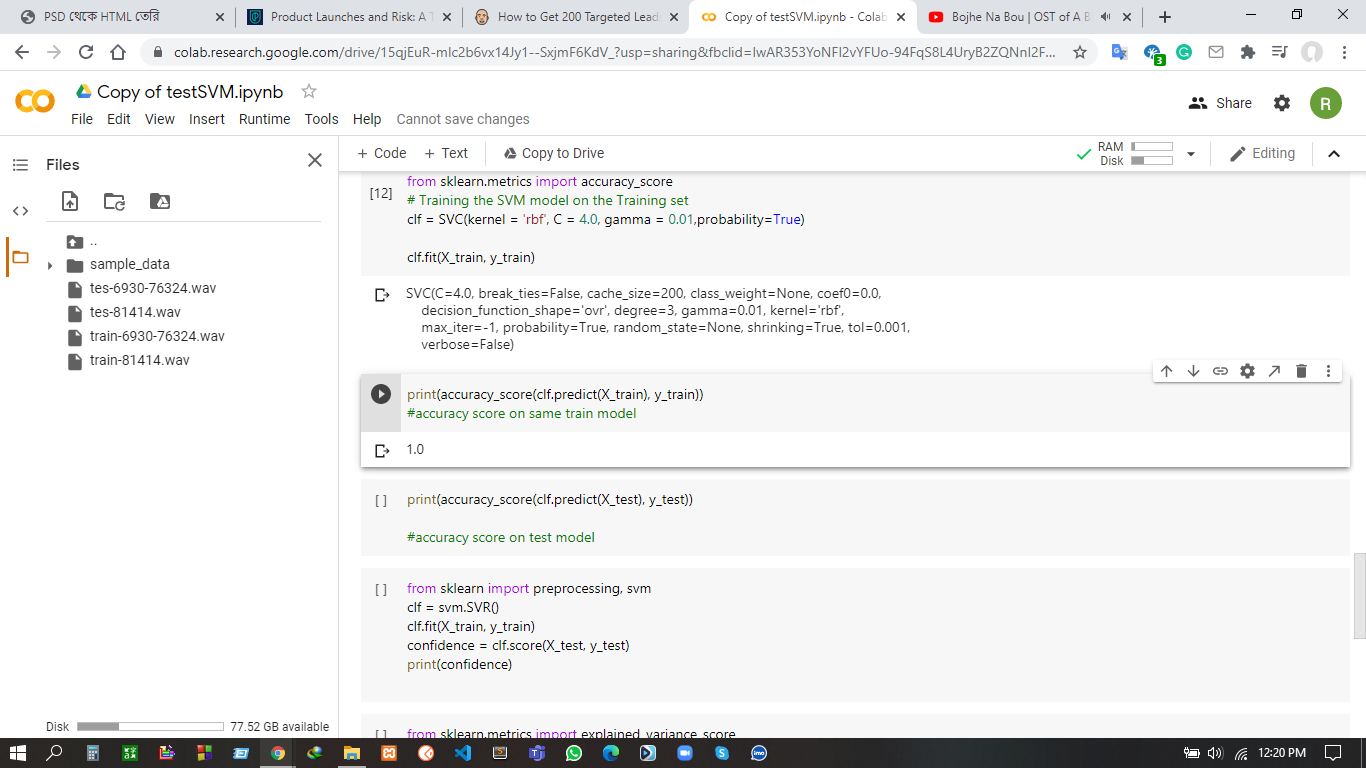 PSD থেকে HTML তৈরি
Product Launches and Risk: A T
How to Get 200 Targeted Lead
Copy of testSVM.ipynb - Colab
Bojhe Na Bou | OST of A B
colab.research.google.com/drive/15qjEuR-mIc2b6vx14Jy1--SxjmF6KdV_?usp=sharing&fbclid=IwAR353YoNFl2vYFUo-94FqS8L4UryB2ZQNnI2F...
3
Copy of testSVM.ipynb
File Edit View Insert Runtime Tools Help Cannot save changes
Share
R
Files
+ Code + Text Copy to Drive
RAM
Disk
Editing
..
sample_data
tes-6930-76324.wav
tes-81414.wav
train-6930-76324.wav
train-81414.wav
Disk 77.52 GB available
[12]
from sklearn.metrics import accuracy_score
# Training the SVM model on the Training set
clf = SVC(kernel = 'rbf', C = 4.0, gamma = 0.01,probability=True)
clf.fit(X_train, y_train)
SVC(C=4.0, break_ties=False, cache_size=200, class_weight=None, coef0=0.0,
decision_function_shape='ovr', degree=3, gamma=0.01, kernel='rbf',
max_iter=-1, probability=True, random_state=None, shrinking=True, tol=0.001,
verbose=False)
print(accuracy_score(clf.predict(X_train), y_train))
#accuracy score on same train model
1.0
[ ] print(accuracy_score(clf.predict(X_test), y_test))
#accuracy score on test model
[ ] from sklearn import preprocessing, svm
clf = svm.SVR()
clf.fit(X_train, y_train)
confidence = clf.score(X_test, y_test)
print(confidence)
[ ] from sklearn.metrics import explained_variance_score
12:20 PM